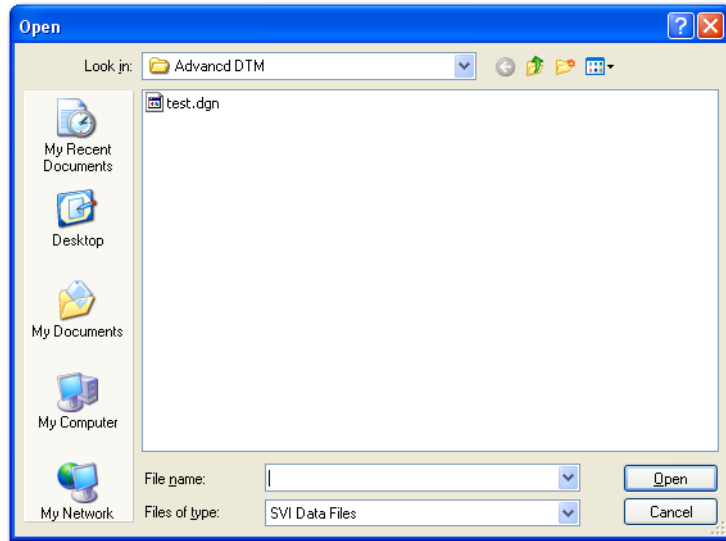 Open
Look in: Advancd DTM
test.dgn
My Recent
Documents
Desktop
My Documents
My Computer
My Network
File name:
Open
Files of type: SVI Data Files
Cancel